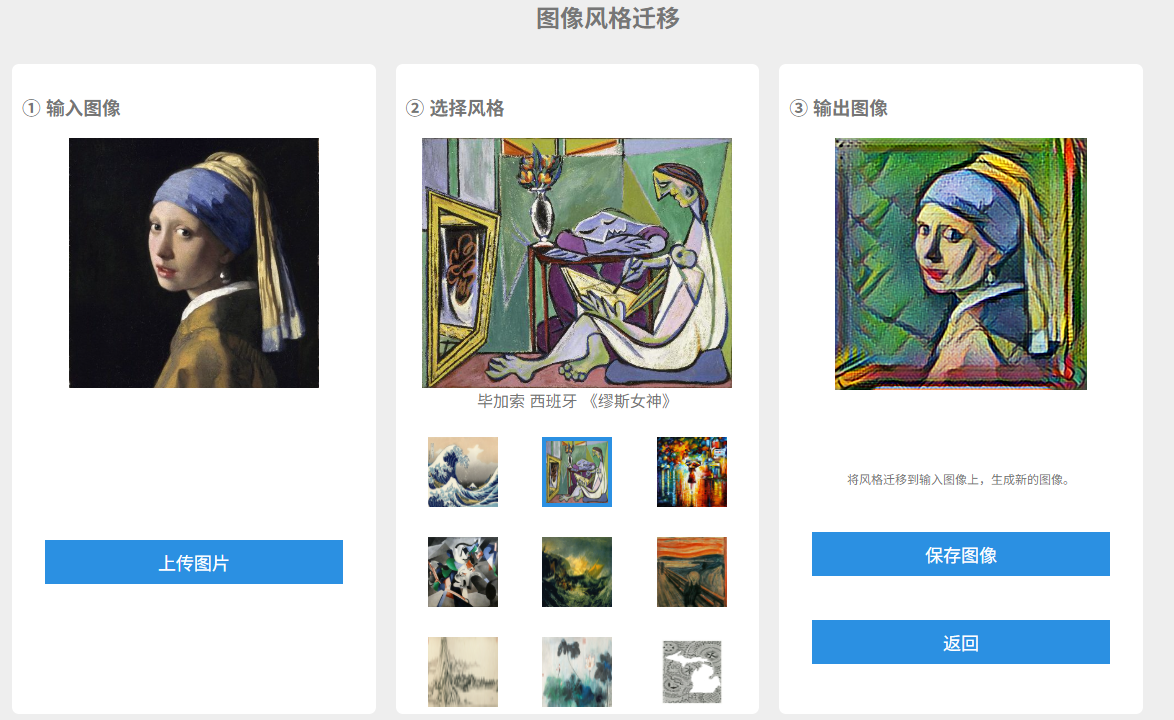 图像风格迁移
① 输入图像
上传图片
② 选择风格
毕加索 西班牙 《缪斯女神》
③ 输出图像
将风格迁移到输入图像上，生成新的图像。
保存图像
返回